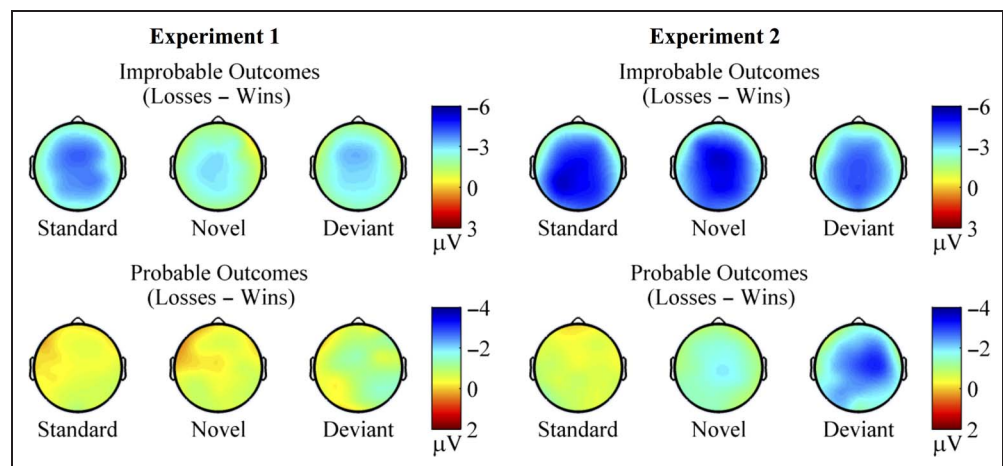 Experiment 1
Improbable Outcomes
(Losses – Wins)
−6
−3
0
3
µV
Standard Novel Deviant
Probable Outcomes
(Losses – Wins)
−4
−2
0
2
µV
Standard Novel Deviant
Experiment 2
Improbable Outcomes
(Losses – Wins)
−6
−3
0
3
µV
Standard Novel Deviant
Probable Outcomes
(Losses – Wins)
−4
−2
0
2
µV
Standard Novel Deviant